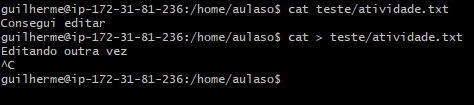 guilherme@ip-172-31-81-236:/home/aulaso$ cat teste/atividade.txt
Consegui editar
guilherme@ip-172-31-81-236:/home/aulaso$ cat > teste/atividade.txt
Editando outra vez
^C
guilherme@ip-172-31-81-236:/home/aulaso$